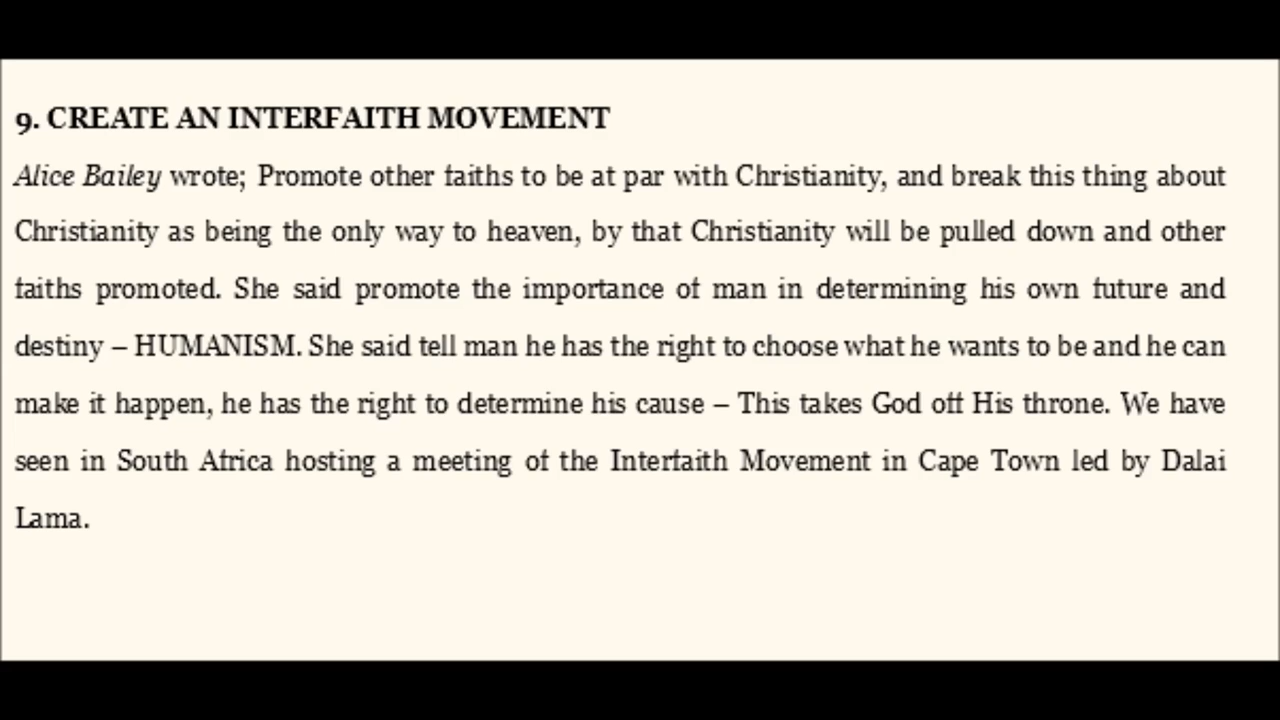 9. CREATE AN INTERFAITH MOVEMENT
Alice Bailey wrote; Promote other faiths to be at par with Christianity, and break this thing about
Christianity as being the only way to heaven, by that Christianity will be pulled down and other
faiths promoted. She said promote the importance of man in determining his own future and
destiny – HUMANISM. She said tell man he has the right to choose what he wants to be and he can
make it happen, he has the right to determine his cause – This takes God off His throne. We have
seen in South Africa hosting a meeting of the Interfaith Movement in Cape Town led by Dalai
Lama.